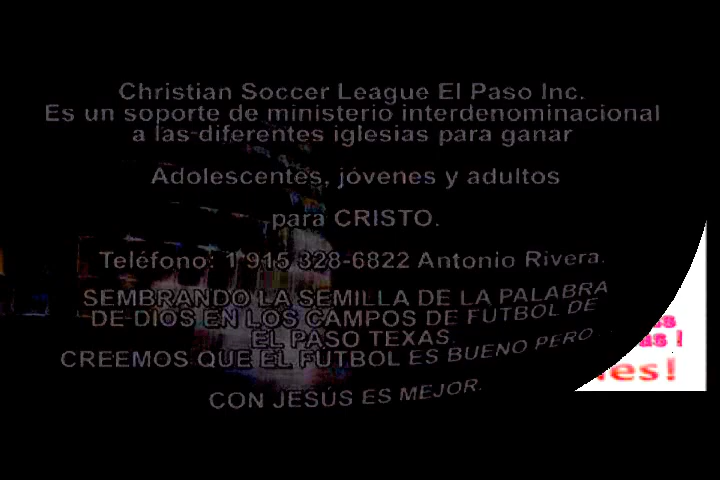 Christian Soccer League El Paso Inc.
Es un soporte de ministerio interdenominacional
a las diferentes iglesias para ganar
Adolescentes, jóvenes y adultos
para CRISTO.
Teléfono: 1 915 328-6822 Antonio Rivera.
SEMBRANDO LA SEMILLA DE LA PALABRA
DE DIOS EN LOS CAMPOS DE FUTBOL DE
EL PASO TEXAS.
CREEMOS QUE EL FUTBOL ES BUENO PERO
CON JESÚS ES MEJOR.